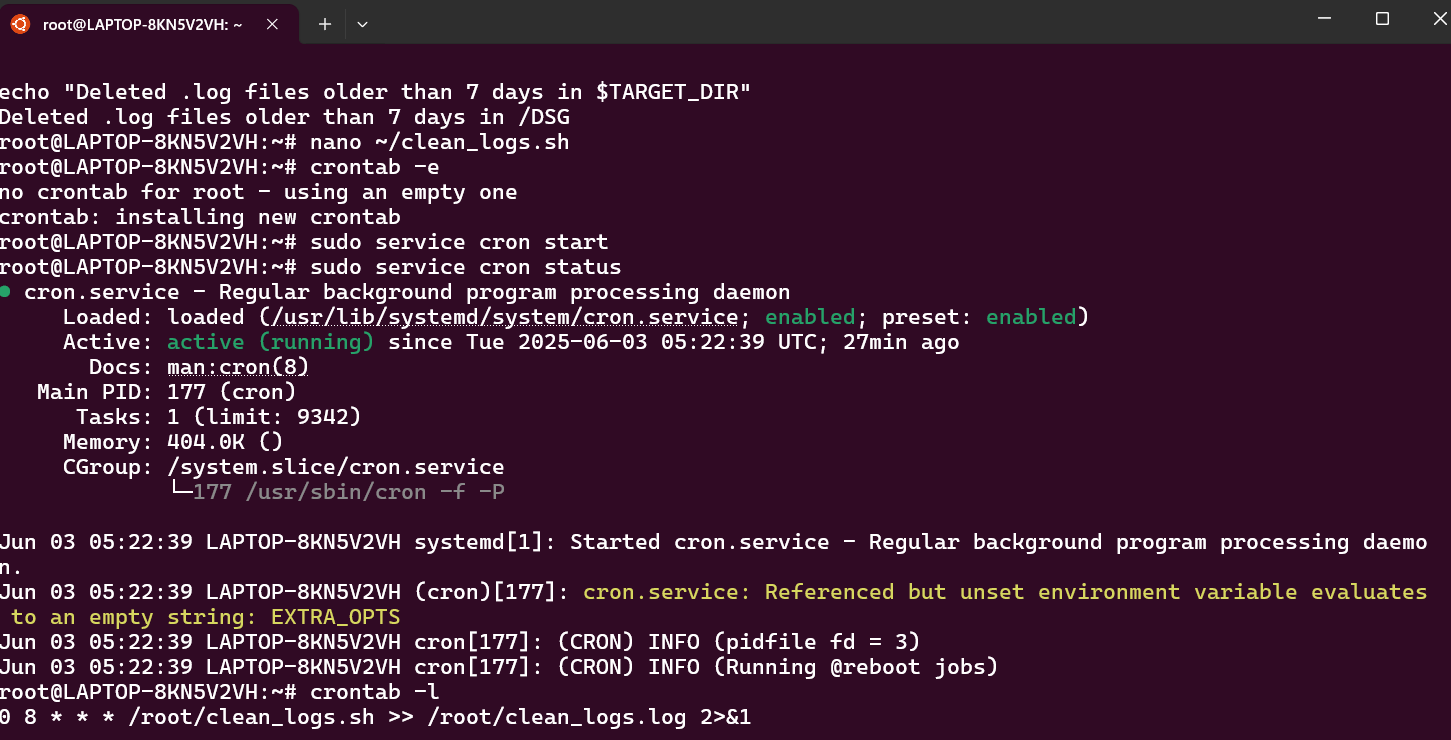 root@LAPTOP-8KN5V2VH: ~
echo "Deleted .log files older than 7 days in $TARGET_DIR"
Deleted .log files older than 7 days in /DSG
root@LAPTOP-8KN5V2VH:~# nano ~/clean_logs.sh
root@LAPTOP-8KN5V2VH:~# crontab -e
no crontab for root - using an empty one
crontab: installing new crontab
root@LAPTOP-8KN5V2VH:~# sudo service cron start
root@LAPTOP-8KN5V2VH:~# sudo service cron status
● cron.service - Regular background program processing daemon
     Loaded: loaded (/usr/lib/systemd/system/cron.service; enabled; preset: enabled)
     Active: active (running) since Tue 2025-06-03 05:22:39 UTC; 27min ago
       Docs: man:cron(8)
   Main PID: 177 (cron)
      Tasks: 1 (limit: 9342)
     Memory: 404.0K ()
     CGroup: /system.slice/cron.service
             └─177 /usr/sbin/cron -f -P
Jun 03 05:22:39 LAPTOP-8KN5V2VH systemd[1]: Started cron.service - Regular background program processing daemo
n.
Jun 03 05:22:39 LAPTOP-8KN5V2VH (cron)[177]: cron.service: Referenced but unset environment variable evaluates
 to an empty string: EXTRA_OPTS
Jun 03 05:22:39 LAPTOP-8KN5V2VH cron[177]: (CRON) INFO (pidfile fd = 3)
Jun 03 05:22:39 LAPTOP-8KN5V2VH cron[177]: (CRON) INFO (Running @reboot jobs)
root@LAPTOP-8KN5V2VH:~# crontab -l
0 8 * * * /root/clean_logs.sh >> /root/clean_logs.log 2>&1